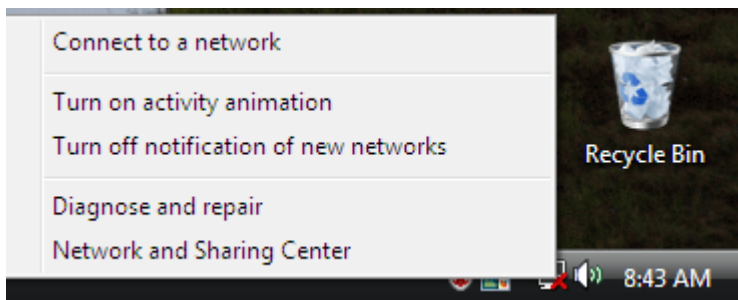 Connect to a network
Turn on activity animation
Turn off notification of new networks
Diagnose and repair
Network and Sharing Center
Recycle Bin
8:43 AM